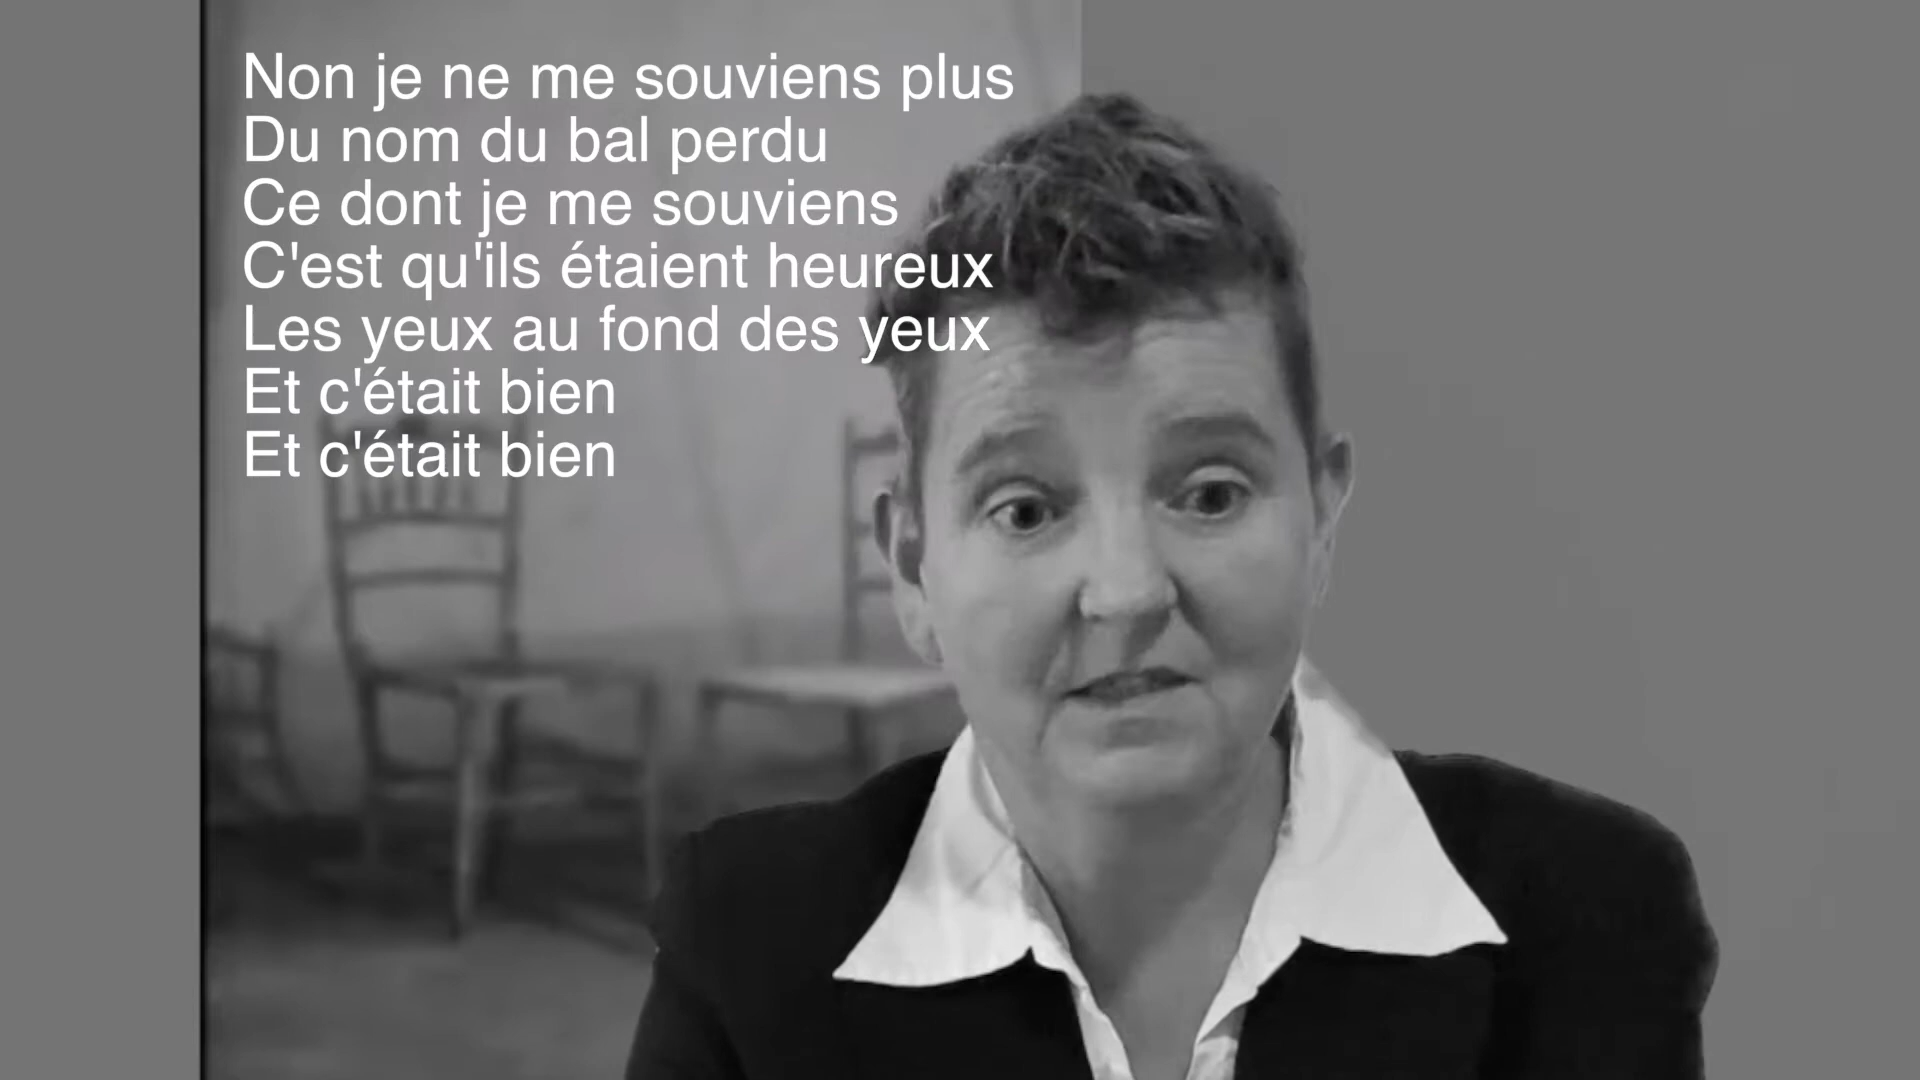 Non je ne me souviens plus
Du nom du bal perdu
Ce dont je me souviens
C'est qu'ils étaient heureux
Les yeux au fond des yeux
Et c'était bien
Et c'était bien